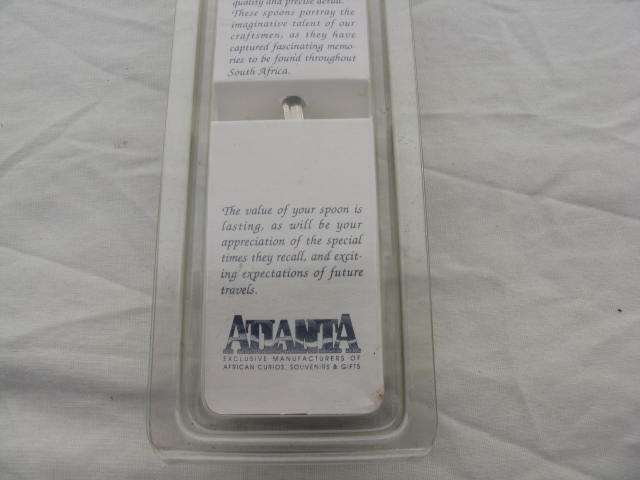 quality and precise detail.
These spoons portray the
imaginative talent of our
craftsmen, as they have
captured fascinating memo-
ries to be found throughout
South Africa.
The value of your spoon is
lasting, as will be your
appreciation of the special
times they recall, and excit-
ing expectations of future
travels.
ATLANTA
EXCLUSIVE MANUFACTURERS OF
AFRICAN CURIOS, SOUVENIRS & GIFTS